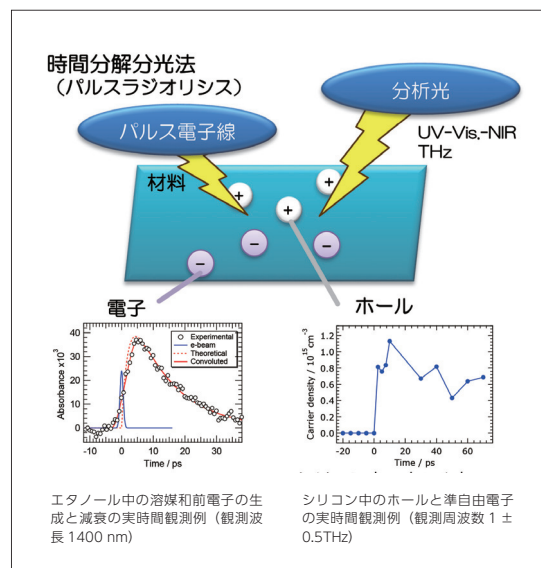 時間分解分光法
（パルスラジオリシス）
パルス電子線
分析光
UV-Vis.-NIR
THz
材料
+
+
+
−
−
−
電子
ホール
Absorbance x10³
40
30
20
10
0
Experimental
e-beam
Theoretical
Convoluted
-10
0
10
20
30
Time / ps
Carrier density / 10¹⁵ cm⁻³
1.2
1.0
0.8
0.6
0.4
0.2
0.0
-20
0
20
40
60
Time / ps
エタノール中の溶媒和前電子の生
成と減衰の実時間観測例（観測波
長 1400 nm）
シリコン中のホールと準自由電子
の実時間観測例（観測周波数 1 ±
0.5THz）